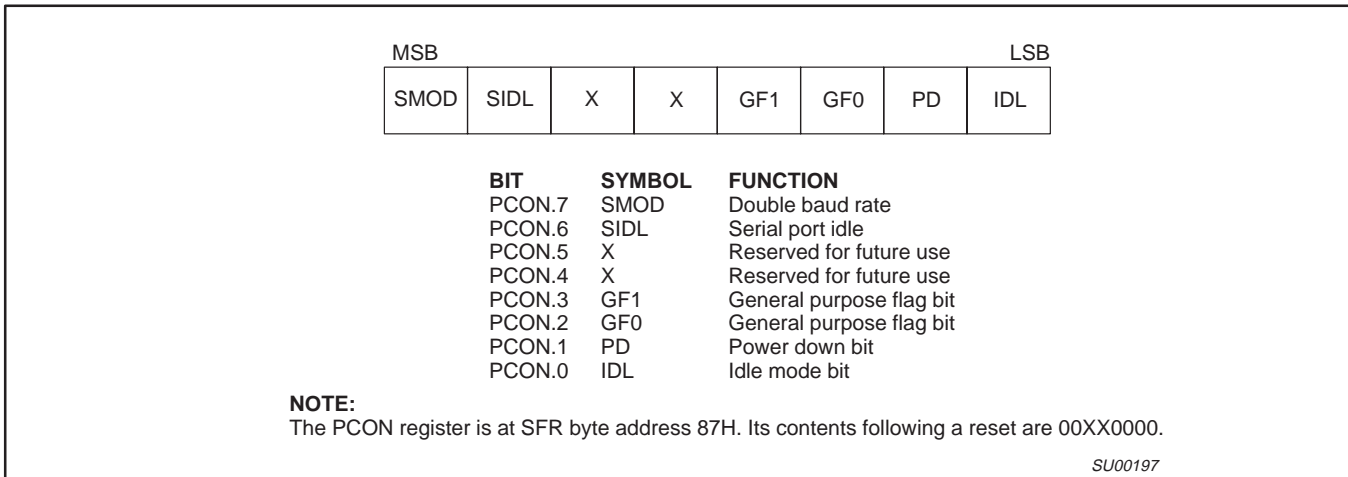 MSB LSB
SMOD SIDL X X GF1 GF0 PD IDL
BIT SYMBOL FUNCTION
PCON.7 SMOD Double baud rate
PCON.6 SIDL Serial port idle
PCON.5 X Reserved for future use
PCON.4 X Reserved for future use
PCON.3 GF1 General purpose flag bit
PCON.2 GF0 General purpose flag bit
PCON.1 PD Power down bit
PCON.0 IDL Idle mode bit
NOTE:
The PCON register is at SFR byte address 87H. Its contents following a reset are 00XX0000.
SU00197